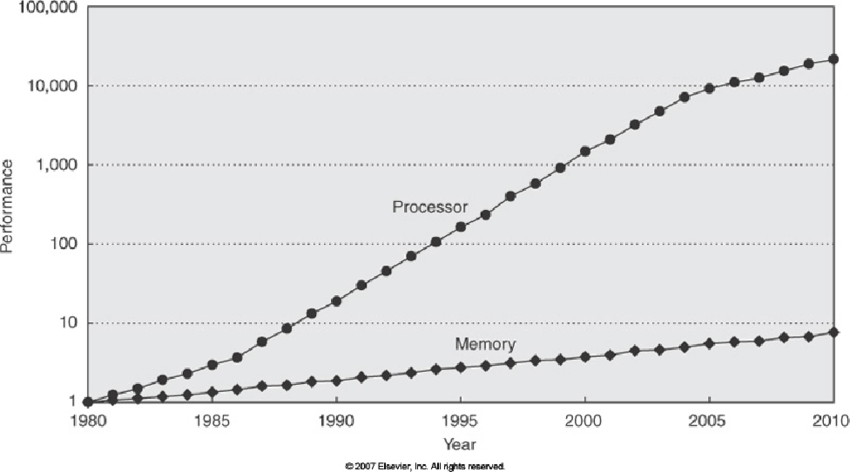 100,000
10,000
1,000
100
10
1
Performance
Processor
Memory
1980 1985 1990 1995 2000 2005 2010
Year
© 2007 Elsevier, Inc. All rights reserved.